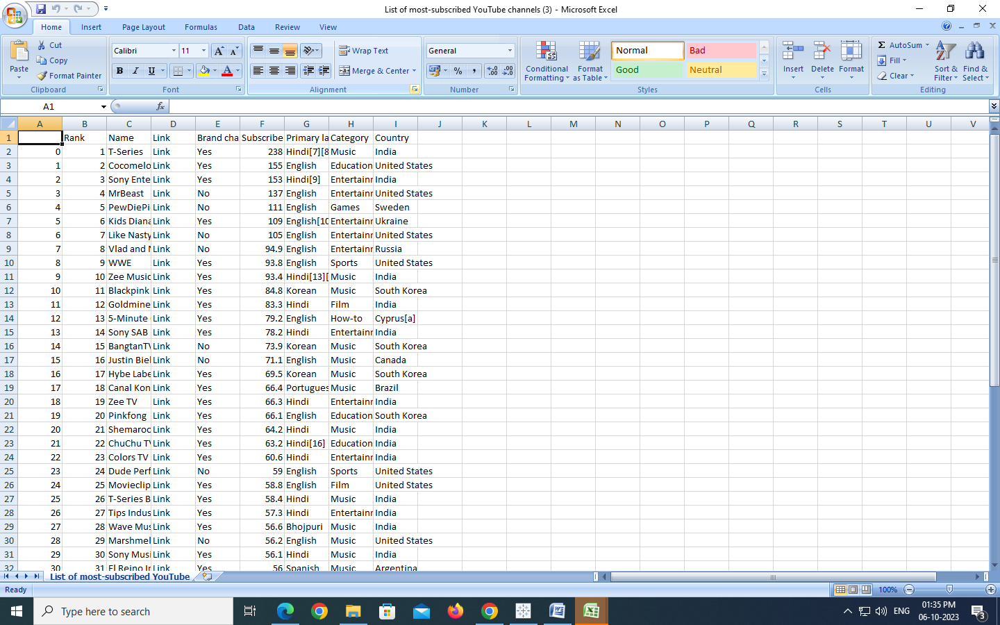 List of most-subscribed YouTube channels (3) - Microsoft Excel
Home Insert Page Layout Formulas Data Review View
Paste Cut Copy Format Painter Clipboard
Calibri 11 A A B I U A Font
Wrap Text Merge & Center Alignment
General % , Number
Conditional Formatting Format as Table Normal Bad Good Neutral Styles
Insert Delete Format Cells
Σ AutoSum Fill Clear Sort & Filter Find & Select Editing
A1 fx
A B C D E F G H I J K L M N O P Q R S T U V
1 Rank Name Link Brand cha Subscribe Primary la Category Country
2 0 1 T-Series Link Yes 238 Hindi[7][8 Music India
3 1 2 Cocomelo Link Yes 155 English Education United States
4 2 3 Sony Ente Link Yes 153 Hindi[9] Entertainr India
5 3 4 MrBeast Link No 137 English Entertainr United States
6 4 5 PewDiePi Link No 111 English Games Sweden
7 5 6 Kids Diana Link Yes 109 English[10 Entertainr Ukraine
8 6 7 Like Nasty Link No 105 English Entertainr United States
9 7 8 Vlad and N Link No 94.9 English Entertainr Russia
10 8 9 WWE Link Yes 93.8 English Sports United States
11 9 10 Zee Music Link Yes 93.4 Hindi[13][ Music India
12 10 11 Blackpink Link Yes 84.8 Korean Music South Korea
13 11 12 Goldmine Link Yes 83.3 Hindi Film India
14 12 13 5-Minute Link Yes 79.2 English How-to Cyprus[a]
15 13 14 Sony SAB Link Yes 78.2 Hindi Entertainr India
16 14 15 BangtanTV Link No 73.9 Korean Music South Korea
17 15 16 Justin Biel Link No 71.1 English Music Canada
18 16 17 Hybe Labe Link Yes 69.5 Korean Music South Korea
19 17 18 Canal Kon Link Yes 66.4 Portugues Music Brazil
20 18 19 Zee TV Link Yes 66.3 Hindi Entertainr India
21 19 20 Pinkfong Link Yes 66.1 English Education South Korea
22 20 21 Shemaroo Link Yes 64.2 Hindi Music India
23 21 22 ChuChu TV Link Yes 63.2 Hindi[16] Education India
24 22 23 Colors TV Link Yes 60.6 Hindi Entertainr India
25 23 24 Dude Perf Link No 59 English Sports United States
26 24 25 Movieclip Link Yes 58.8 English Film United States
27 25 26 T-Series B Link Yes 58.4 Hindi Music India
28 26 27 Tips Indus Link Yes 57.3 Hindi Entertainr India
29 27 28 Wave Mus Link Yes 56.6 Bhojpuri Music India
30 28 29 Marshmel Link No 56.2 English Music United States
31 29 30 Sony Musi Link Yes 56.1 Hindi Music India
32 30 31 El Reino In Link Yes 56 Spanish Music Argentina
List of most-subscribed YouTube
Ready 100%
Type here to search ENG 01:35 PM
06-10-2023 3